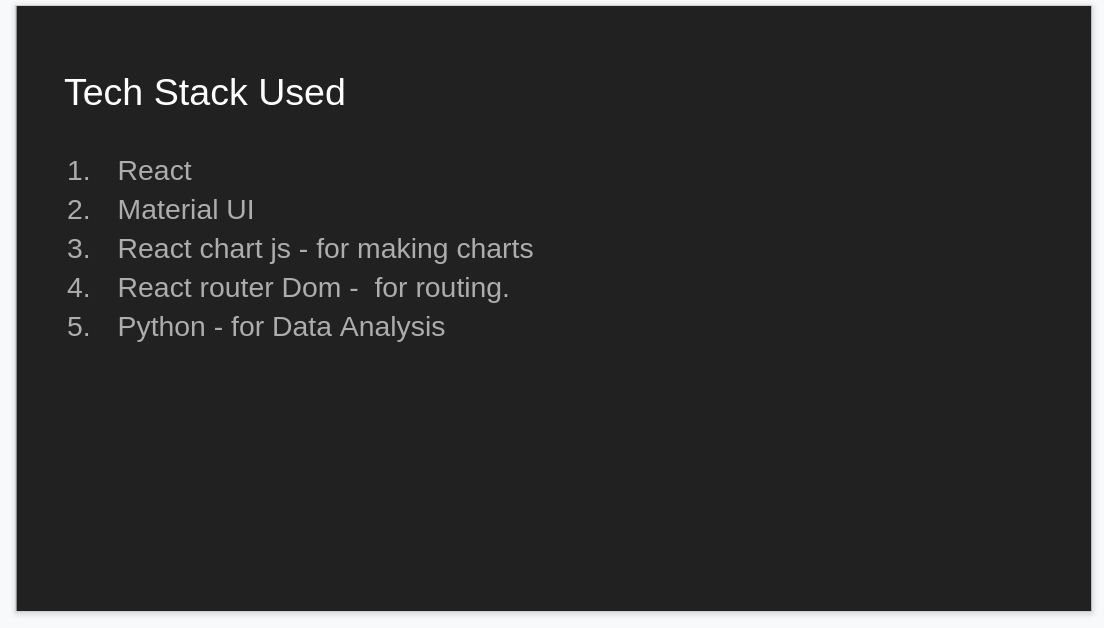 Tech Stack Used
1. React
2. Material UI
3. React chart js - for making charts
4. React router Dom -  for routing.
5. Python - for Data Analysis